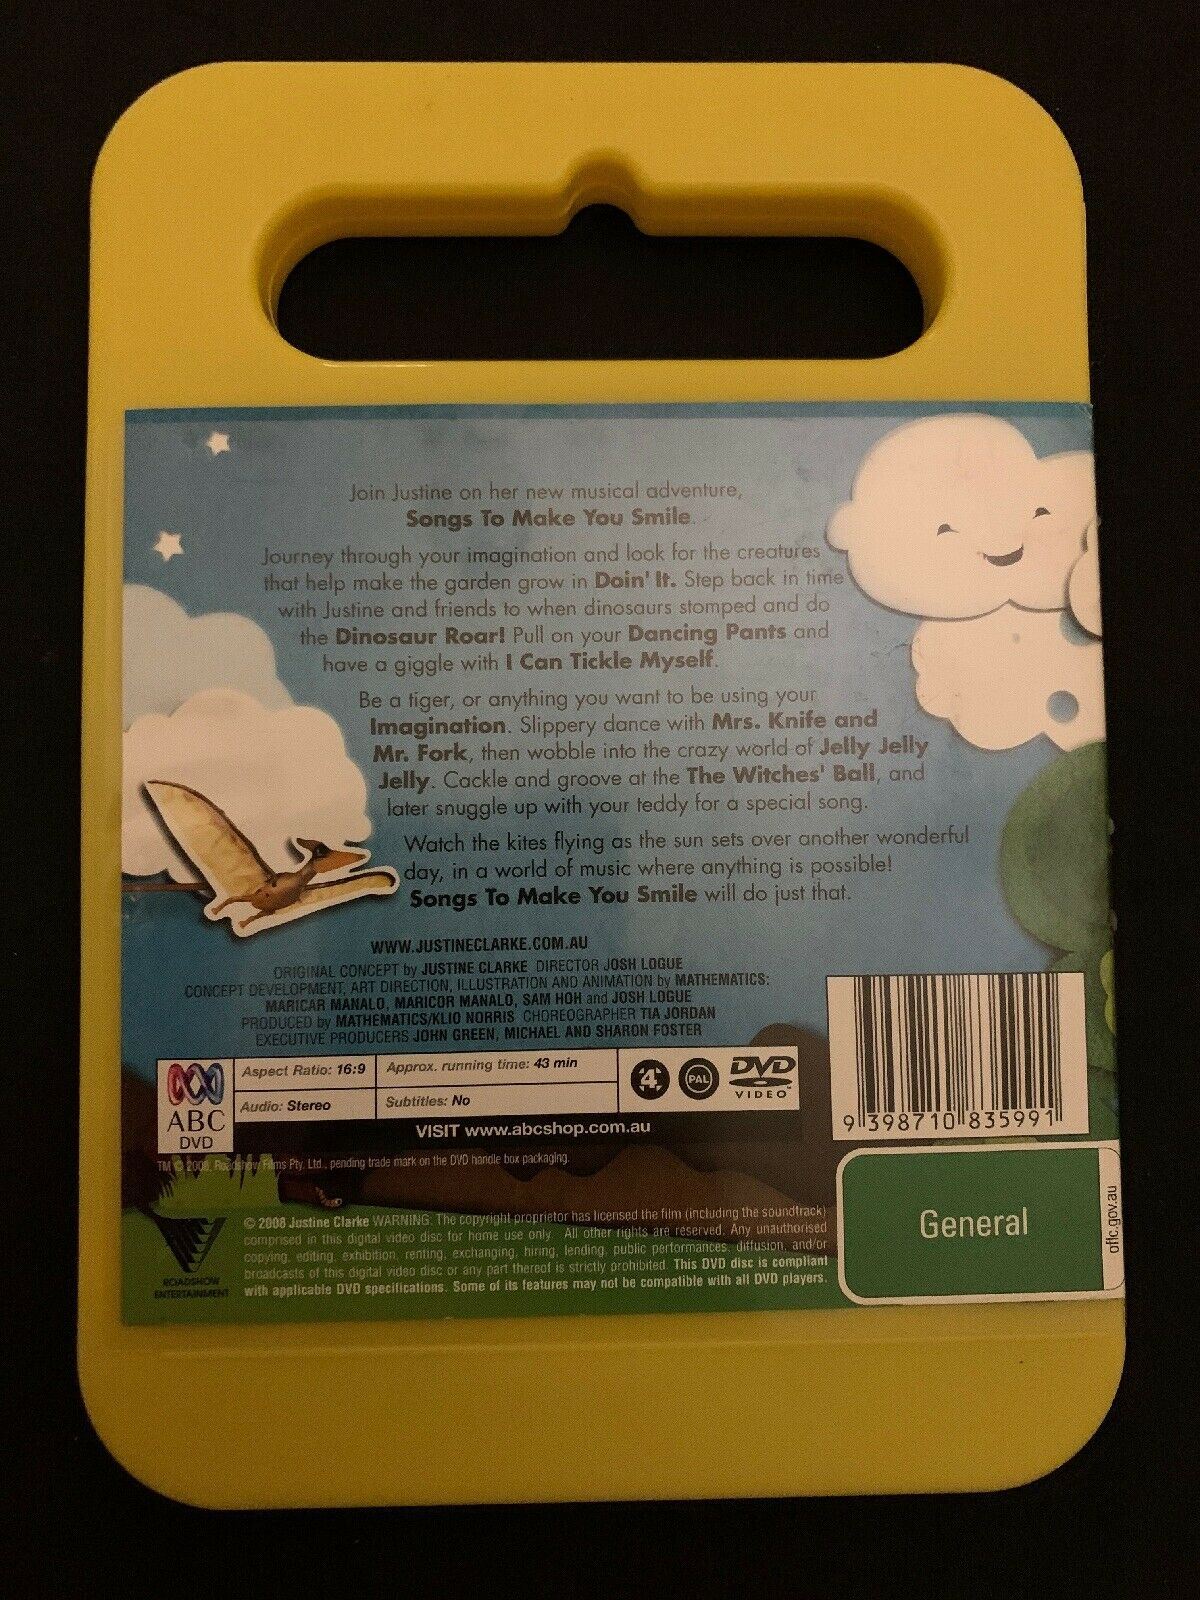 Join Justine on her new musical adventure,
Songs To Make You Smile.
Journey through your imagination and look for the creatures
that help make the garden grow in Doin' It. Step back in time
with Justine and friends to when dinosaurs stomped and do
the Dinosaur Roar! Pull on your Dancing Pants and
have a giggle with I Can Tickle Myself.
Be a tiger, or anything you want to be using your
Imagination. Slippery dance with Mrs. Knife and
Mr. Fork, then wobble into the crazy world of Jelly Jelly
Jelly. Cackle and groove at the The Witches' Ball, and
later snuggle up with your teddy for a special song.
Watch the kites flying as the sun sets over another wonderful
day, in a world of music where anything is possible!
Songs To Make You Smile will do just that.
WWW.JUSTINECLARKE.COM.AU
ORIGINAL CONCEPT by JUSTINE CLARKE DIRECTOR JOSH LOGUE
CONCEPT DEVELOPMENT, ART DIRECTION, ILLUSTRATION AND ANIMATION by MATHEMATICS:
MARICAR MANALO, MARICOR MANALO, SAM HOH and JOSH LOGUE
PRODUCED by MATHEMATICS/KLIO NORRIS CHOREOGRAPHER TIA JORDAN
EXECUTIVE PRODUCERS JOHN GREEN, MICHAEL AND SHARON FOSTER
ABC
DVD
Aspect Ratio: 16:9
Approx. running time: 43 min
Audio: Stereo
Subtitles: No
4
PAL
DVD
VIDEO
VISIT www.abcshop.com.au
9 398710 835991
TM © 2008, Roadshow Films Pty. Ltd., pending trade mark on the DVD handle box packaging.
ROADSHOW
ENTERTAINMENT
© 2008 Justine Clarke WARNING: The copyright proprietor has licensed the film (including the soundtrack)
comprised in this digital video disc for home use only. All other rights are reserved. Any unauthorised
copying, editing, exhibition, renting, exchanging, hiring, lending, public performances, diffusion, and/or
broadcasts of this digital video disc or any part thereof is strictly prohibited. This DVD disc is compliant
with applicable DVD specifications. Some of its features may not be compatible with all DVD players.
General
oflc.gov.au